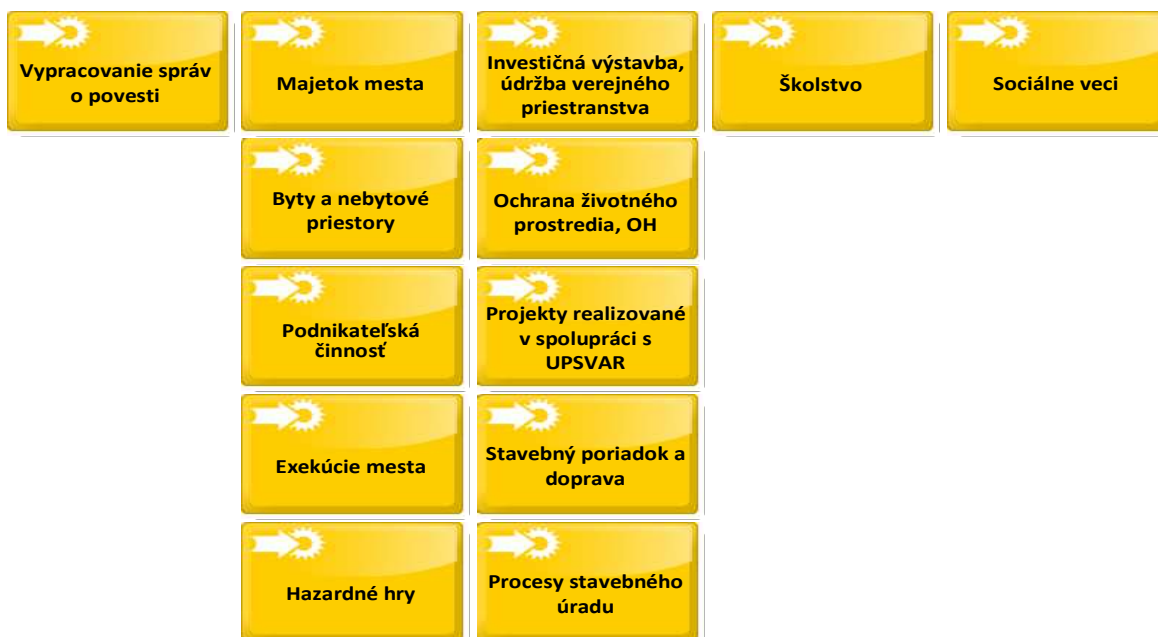 Vypracovanie správ
o povesti
Majetok mesta
Investičná výstavba,
údržba verejného
priestranstva
Školstvo
Sociálne veci
Byty a nebytové
priestory
Ochrana životného
prostredia, OH
Podnikateľská
činnosť
Projekty realizované
v spolupráci s
UPSVAR
Exekúcie mesta
Stavebný poriadok a
doprava
Hazardné hry
Procesy stavebného
úradu